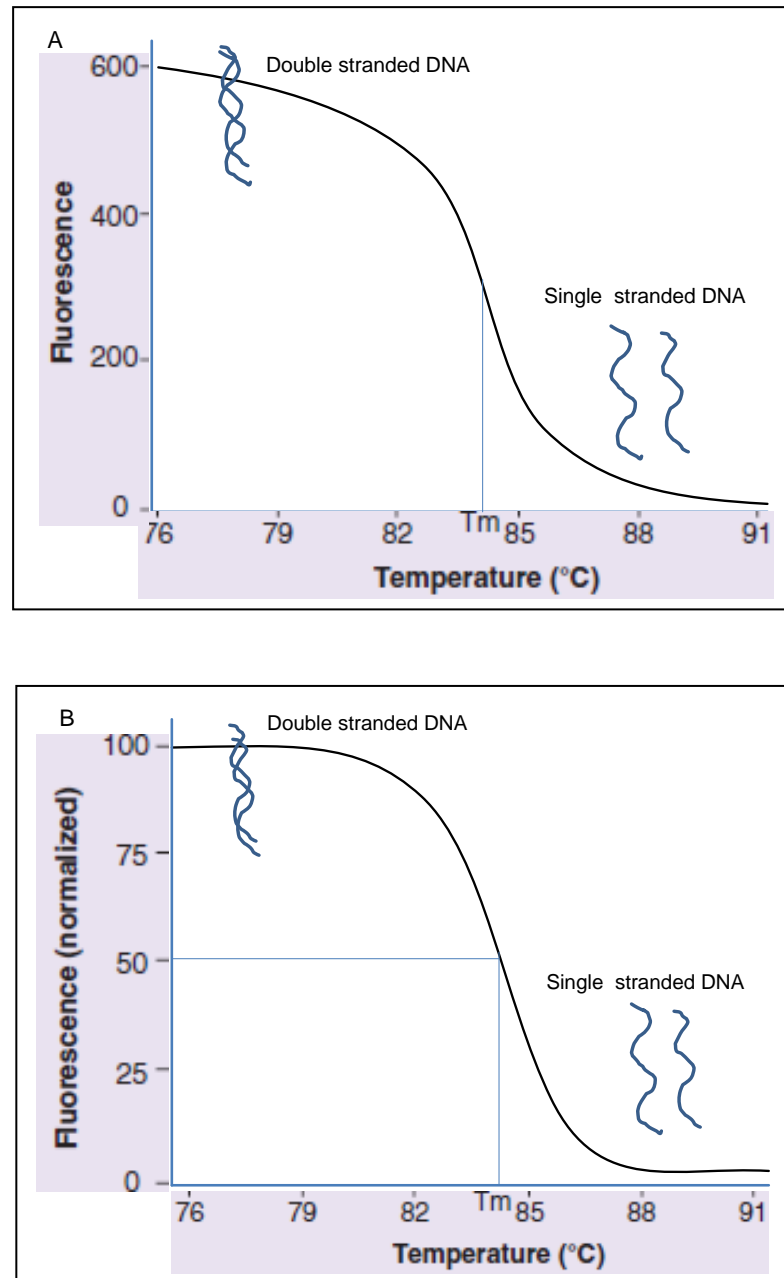 A
Double stranded DNA
600
400
200
0
Fluorescence
Single stranded DNA
Tm
76 79 82 85 88 91
Temperature (°C)
B
Double stranded DNA
100
75
50
25
0
Fluorescence (normalized)
Single stranded DNA
Tm
76 79 82 85 88 91
Temperature (°C)